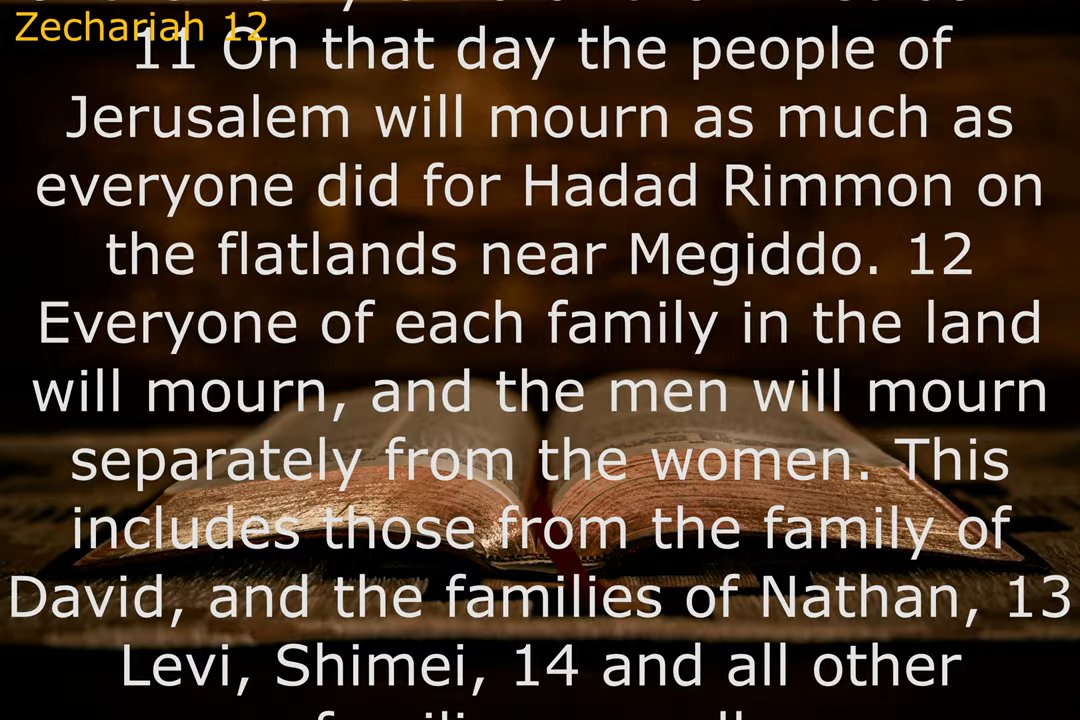 Zechariah 12
11 On that day the people of
Jerusalem will mourn as much as
everyone did for Hadad Rimmon on
the flatlands near Megiddo. 12
Everyone of each family in the land
will mourn, and the men will mourn
separately from the women. This
includes those from the family of
David, and the families of Nathan, 13
Levi, Shimei, 14 and all other